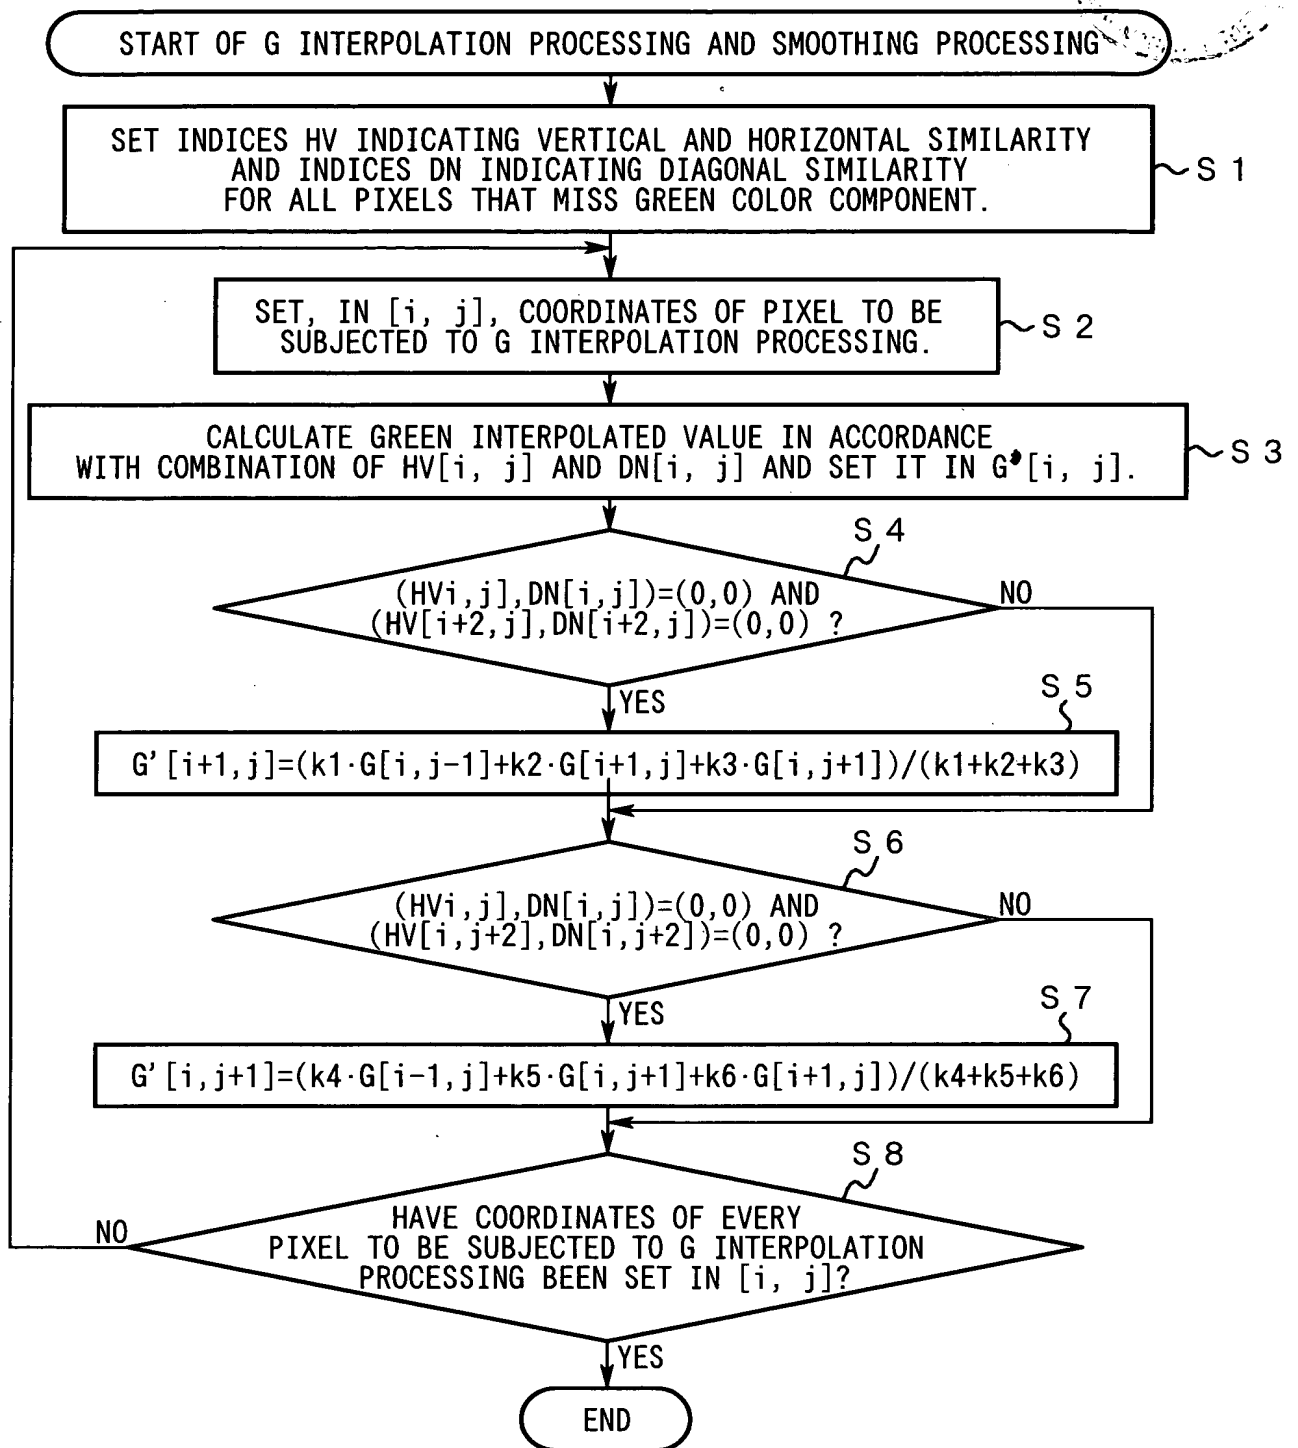 START OF G INTERPOLATION PROCESSING AND SMOOTHING PROCESSING
SET INDICES HV INDICATING VERTICAL AND HORIZONTAL SIMILARITY
AND INDICES DN INDICATING DIAGONAL SIMILARITY
FOR ALL PIXELS THAT MISS GREEN COLOR COMPONENT.
S 1
SET, IN [i, j], COORDINATES OF PIXEL TO BE
SUBJECTED TO G INTERPOLATION PROCESSING.
S 2
CALCULATE GREEN INTERPOLATED VALUE IN ACCORDANCE
WITH COMBINATION OF HV[i, j] AND DN[i, j] AND SET IT IN G'[i, j].
S 3
S 4
(HVi,j],DN[i,j])=(0,0) AND
(HV[i+2,j],DN[i+2,j])=(0,0) ?
NO
YES
S 5
G'[i+1,j]=(k1·G[i,j-1]+k2·G[i+1,j]+k3·G[i,j+1])/(k1+k2+k3)
S 6
(HVi,j],DN[i,j])=(0,0) AND
(HV[i,j+2],DN[i,j+2])=(0,0) ?
NO
YES
S 7
G'[i,j+1]=(k4·G[i-1,j]+k5·G[i,j+1]+k6·G[i+1,j])/(k4+k5+k6)
S 8
HAVE COORDINATES OF EVERY
PIXEL TO BE SUBJECTED TO G INTERPOLATION
PROCESSING BEEN SET IN [i, j]?
NO
YES
END